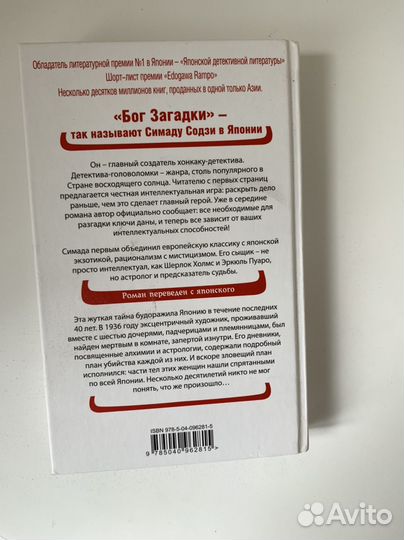 Обладатель литературной премии №1 в Японии – «Японской детективной литературы»
Шорт-лист премии «Edogawa Rampo»
Несколько десятков миллионов книг, проданных в одной только Азии.
«Бог Загадки» –
так называют Симаду Содзи в Японии
Он – главный создатель хонкаку-детектива.
Детектива-головоломки – жанра, столь популярного в
Стране восходящего солнца. Читателю с первых страниц
предлагается честная интеллектуальная игра: раскрыть дело
раньше, чем это сделает главный герой. Уже в середине
романа автор официально сообщает: все необходимые для
разгадки ключи даны, и теперь все зависит от ваших
интеллектуальных способностей!
Симада первым объединил европейскую классику с японской
экзотикой, рационализм с мистицизмом. Его сыщик – не
просто интеллектуал, как Шерлок Холмс и Эркюль Пуаро,
но астролог и предсказатель судьбы.
Роман переведен с японского
Эта жуткая тайна будоражила Японию в течение последних
40 лет. В 1936 году эксцентричный художник, проживавший
вместе с шестью дочерями, падчерицами и племянницами, был
найден мертвым в комнате, запертой изнутри. Его дневники,
посвященные алхимии и астрологии, содержали подробный
план убийства каждой из них. И вскоре зловещий план
исполнился: части тел этих женщин нашли спрятанными
по всей Японии. Несколько десятилетий никто не мог
понять, что же произошло...
ISBN 978-5-04-096281-5
9 785040 962815 >
Avito